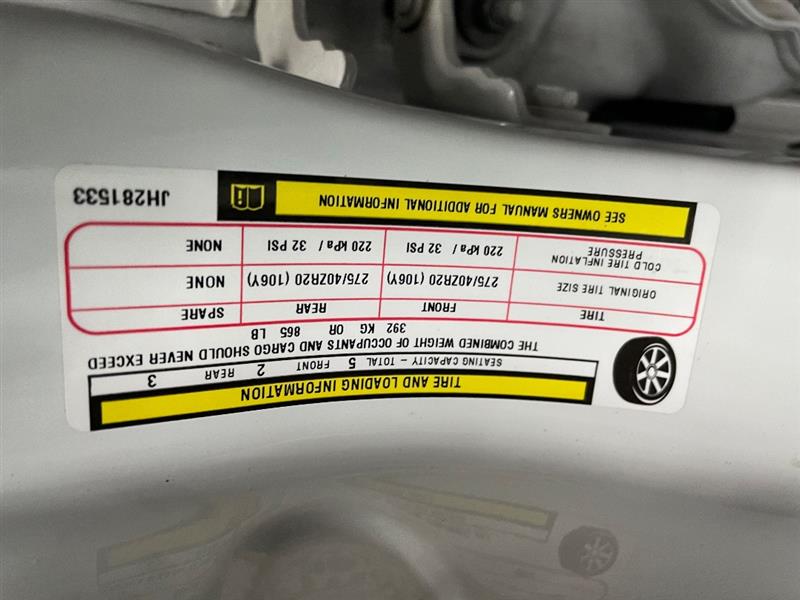 TIRE AND LOADING INFORMATION
SEATING CAPACITY - TOTAL 5 FRONT 2 REAR 3
THE COMBINED WEIGHT OF OCCUPANTS AND CARGO SHOULD NEVER EXCEED
392 KG OR 865 LB
TIRE FRONT REAR SPARE
ORIGINAL TIRE SIZE 275/40ZR20 (106Y) 275/40ZR20 (106Y) NONE
COLD TIRE INFLATION PRESSURE 220 kPa / 32 PSI 220 kPa / 32 PSI NONE
SEE OWNERS MANUAL FOR ADDITIONAL INFORMATION
JH281533